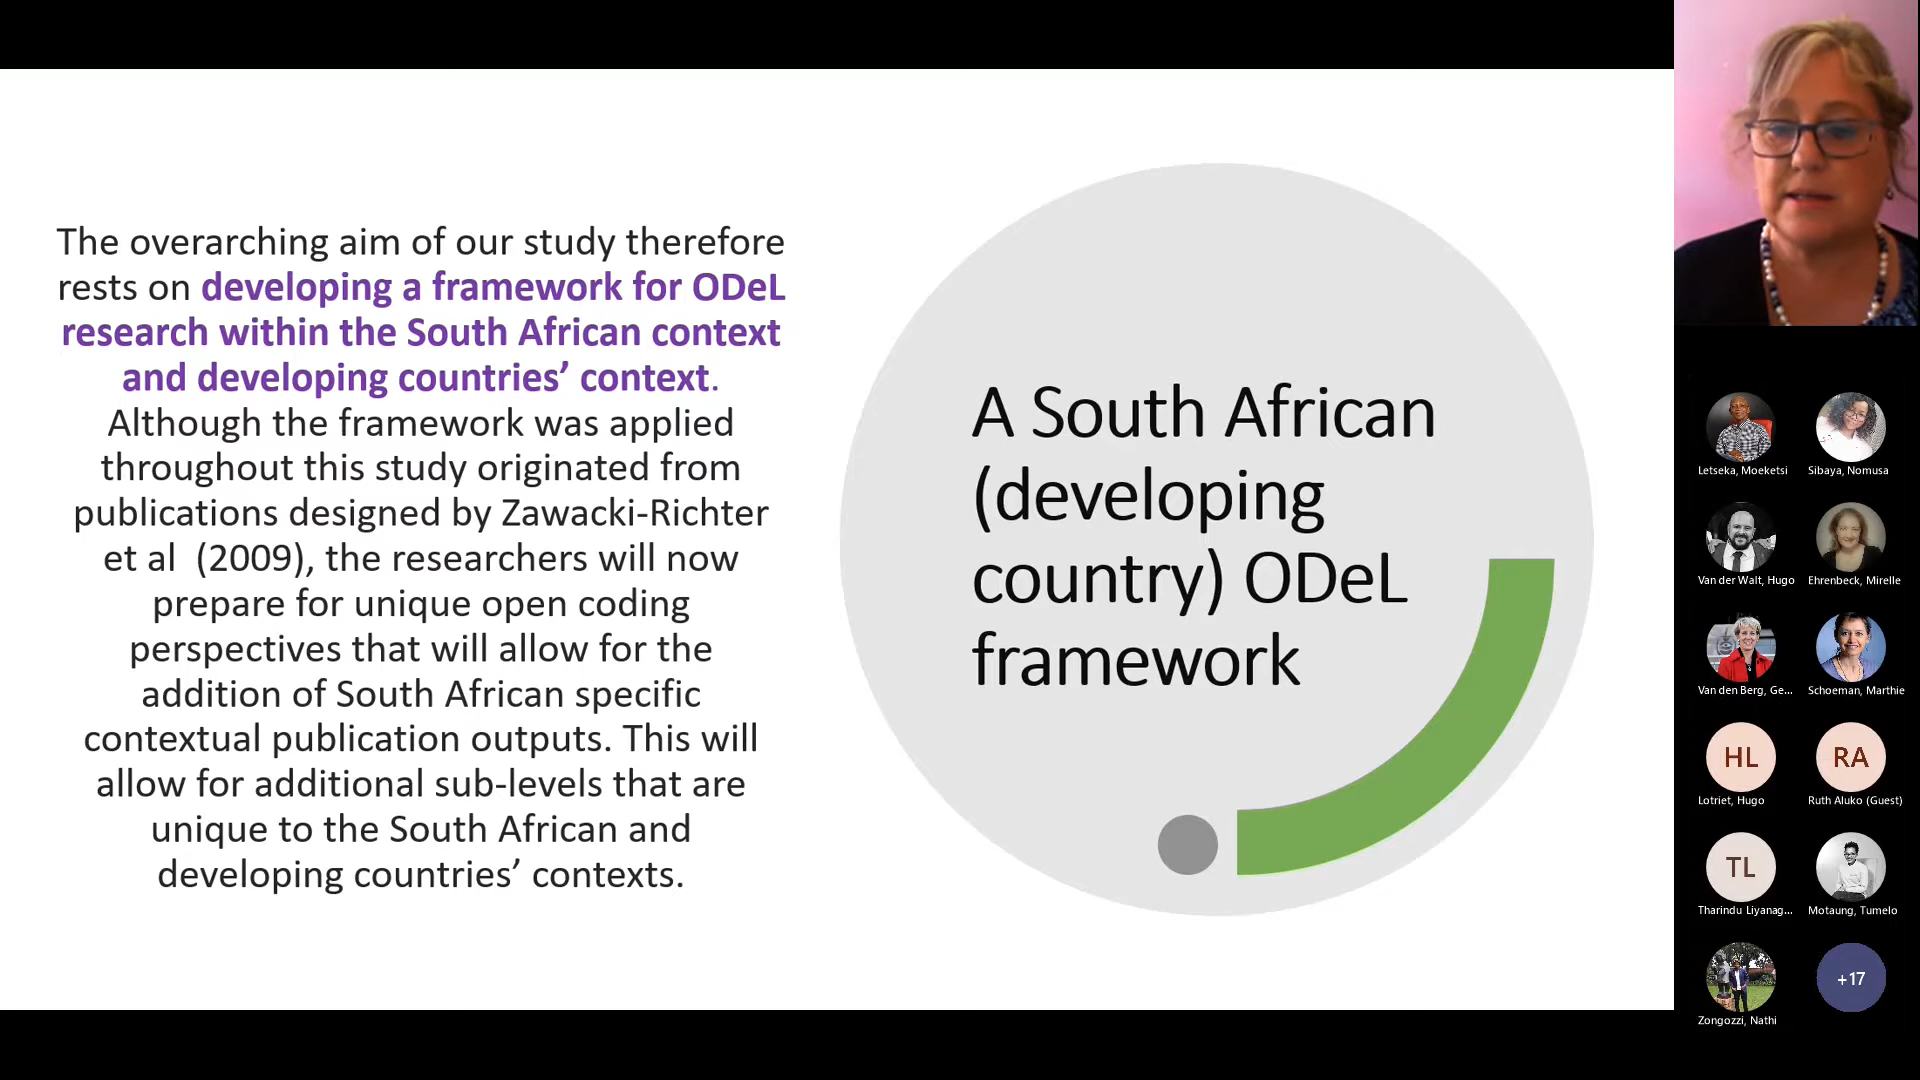 The overarching aim of our study therefore
rests on developing a framework for ODeL
research within the South African context
and developing countries’ context.
Although the framework was applied
throughout this study originated from
publications designed by Zawacki-Richter
et al  (2009), the researchers will now
prepare for unique open coding
perspectives that will allow for the
addition of South African specific
contextual publication outputs. This will
allow for additional sub-levels that are
unique to the South African and
developing countries’ contexts.
A South African
(developing
country) ODeL
framework
Letseka, Moeketsi
Sibaya, Nomusa
Van der Walt, Hugo
Ehrenbeck, Mirelle
Van den Berg, Ge...
Schoeman, Marthie
HL
Lotriet, Hugo
RA
Ruth Aluko (Guest)
TL
Tharindu Liyanag...
Motaung, Tumelo
Zongozzi, Nathi
+17